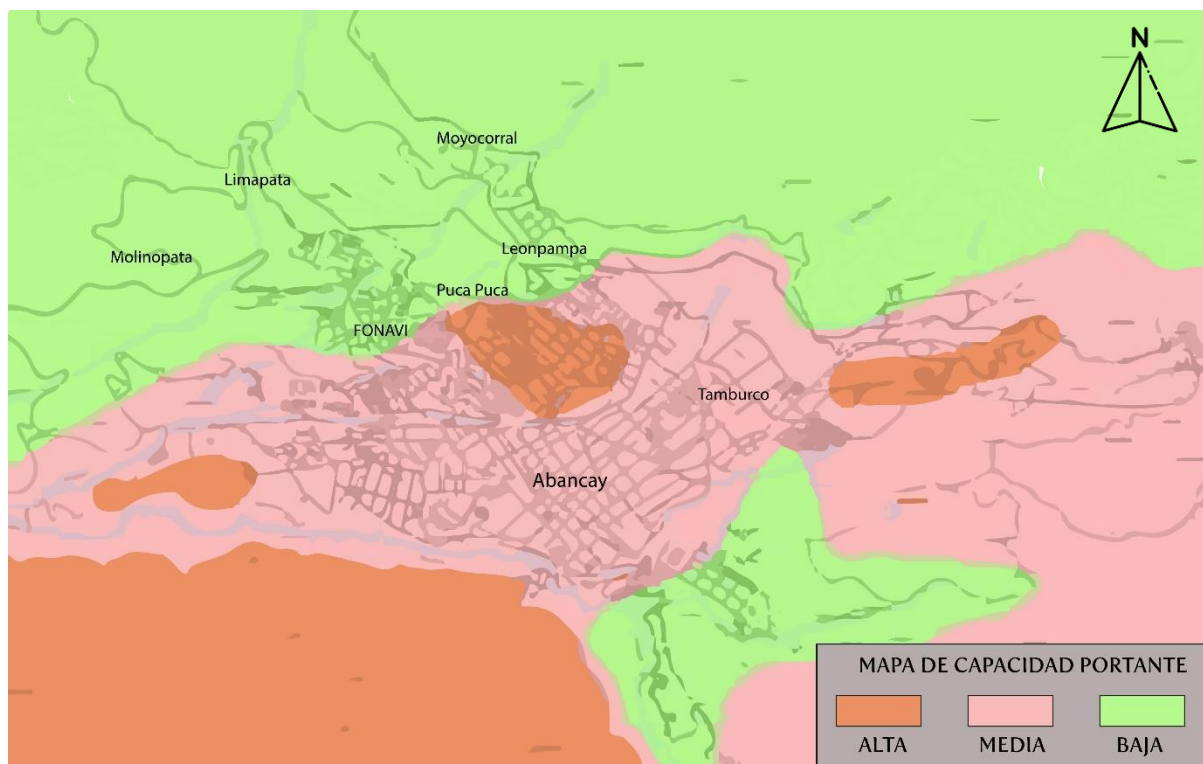 N
Moyocorral
Limapata
Leonpampa
Molinopata
Puca Puca
FONAVI
Tamburco
Abancay
MAPA DE CAPACIDAD PORTANTE
ALTA
MEDIA
BAJA